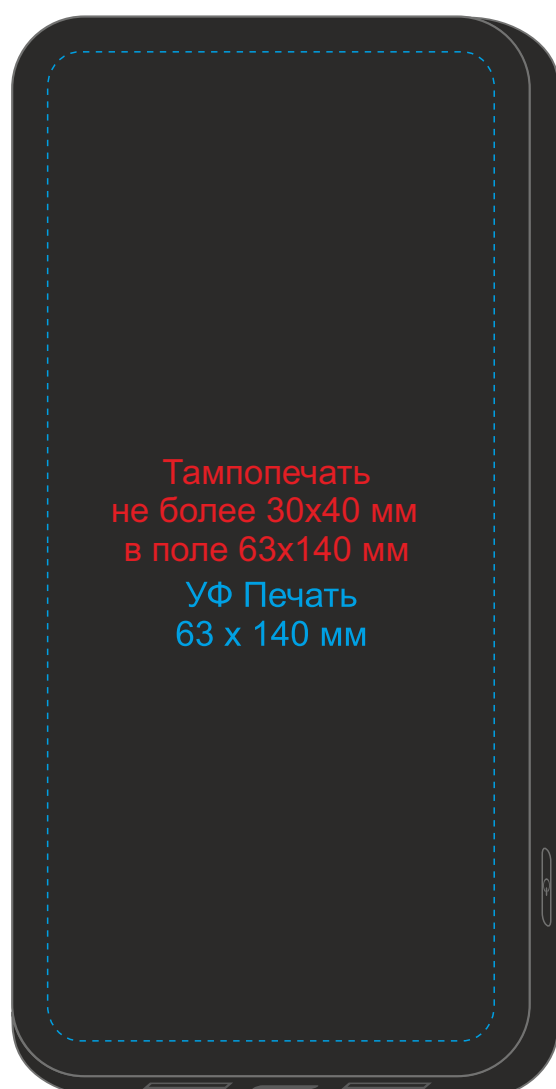 Тампопечать
не более 30х40 мм
в поле 63х140 мм
УФ Печать
63 х 140 мм